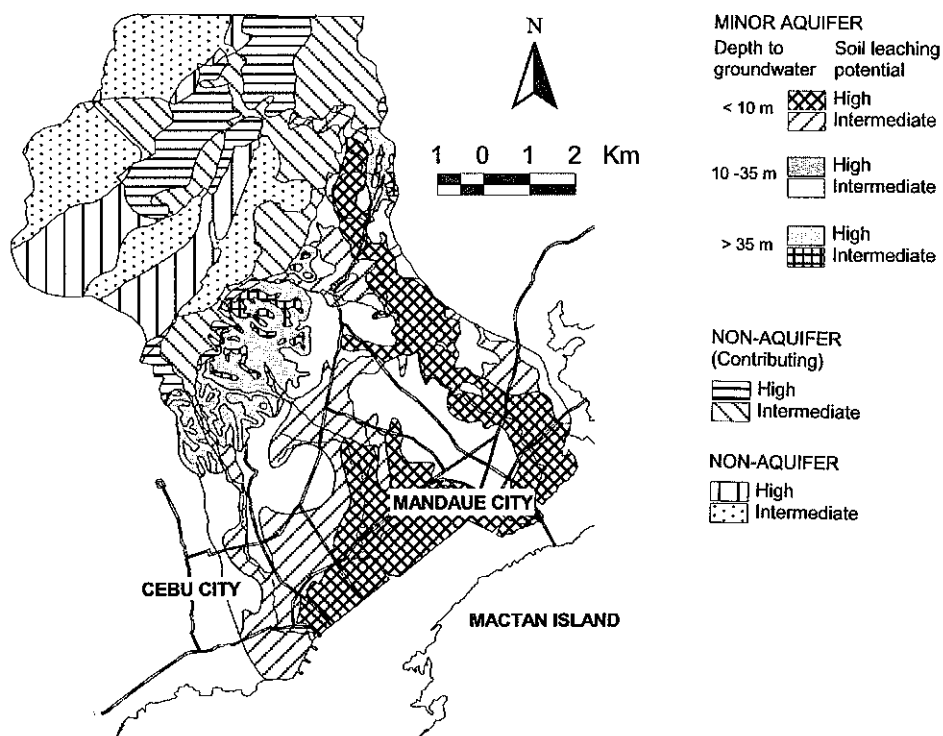 N
1 0 1 2 Km
MANDAUE CITY
CEBU CITY
MACTAN ISLAND
MINOR AQUIFER
Depth to groundwater
Soil leaching potential
< 10 m
High
Intermediate
10 -35 m
High
Intermediate
> 35 m
High
Intermediate
NON-AQUIFER
(Contributing)
High
Intermediate
NON-AQUIFER
High
Intermediate